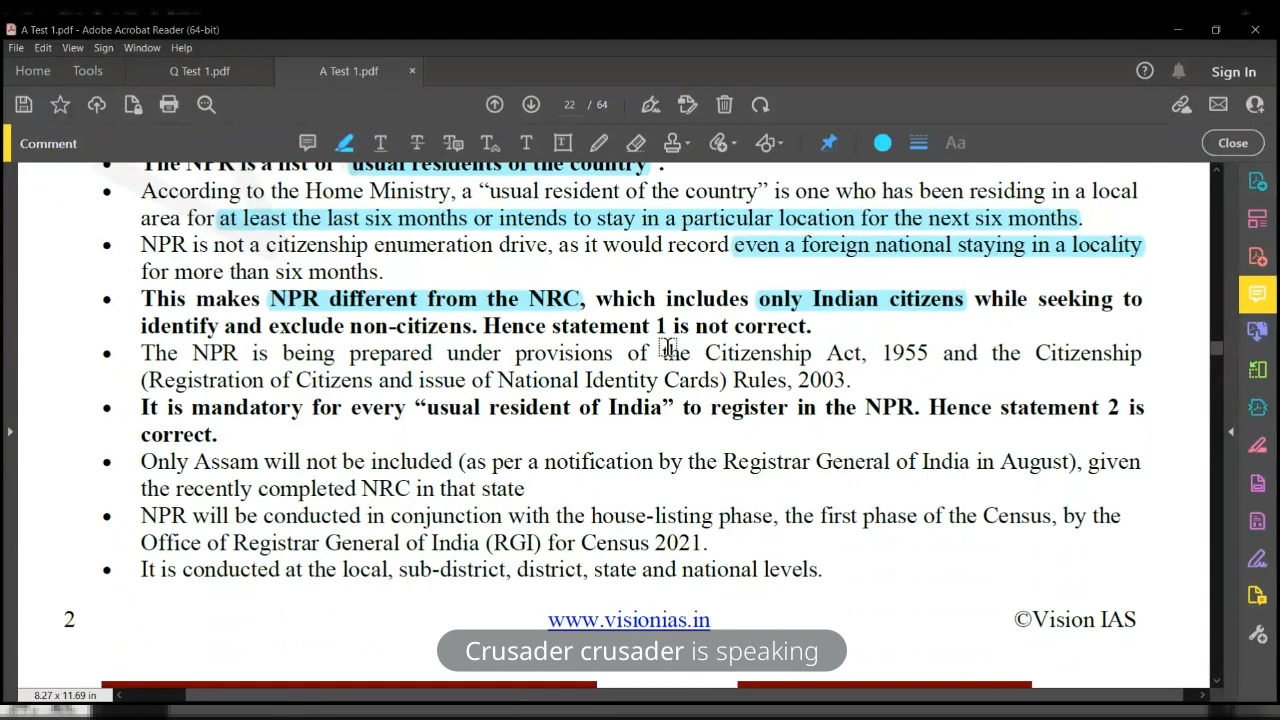 A Test 1.pdf - Adobe Acrobat Reader (64-bit)
File Edit View Sign Window Help
Home Tools Q Test 1.pdf A Test 1.pdf × Sign In
22 / 64
Comment Aa Close
• The NPR is a list of "usual residents of the country".
• According to the Home Ministry, a “usual resident of the country” is one who has been residing in a local
area for at least the last six months or intends to stay in a particular location for the next six months.
• NPR is not a citizenship enumeration drive, as it would record even a foreign national staying in a locality
for more than six months.
• This makes NPR different from the NRC, which includes only Indian citizens while seeking to
identify and exclude non-citizens. Hence statement 1 is not correct.
• The NPR is being prepared under provisions of the Citizenship Act, 1955 and the Citizenship
(Registration of Citizens and issue of National Identity Cards) Rules, 2003.
• It is mandatory for every “usual resident of India” to register in the NPR. Hence statement 2 is
correct.
• Only Assam will not be included (as per a notification by the Registrar General of India in August), given
the recently completed NRC in that state
• NPR will be conducted in conjunction with the house-listing phase, the first phase of the Census, by the
Office of Registrar General of India (RGI) for Census 2021.
• It is conducted at the local, sub-district, district, state and national levels.
2 www.visionias.in ©Vision IAS
Crusader crusader is speaking
8.27 x 11.69 in